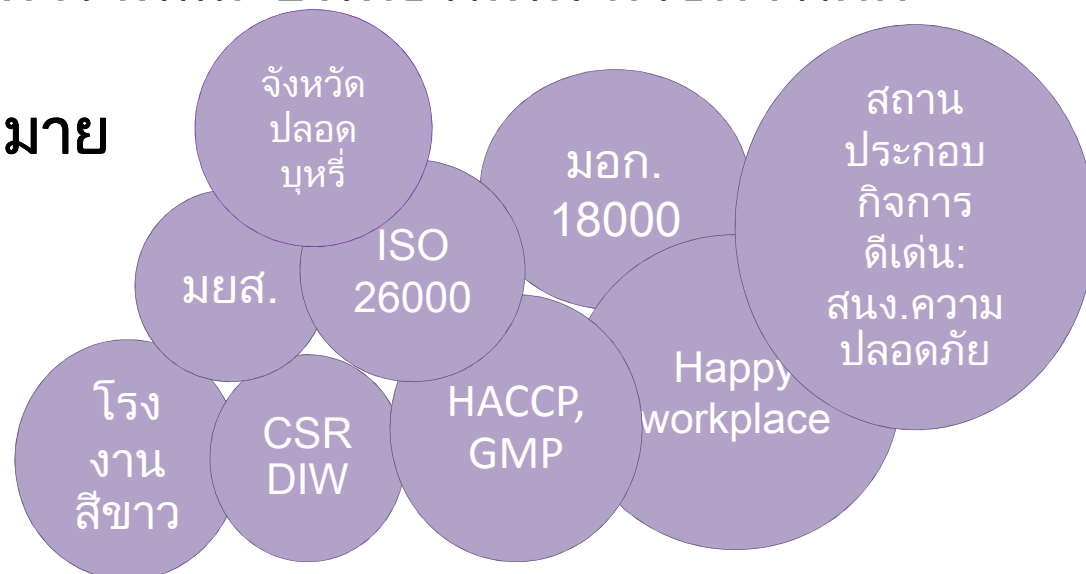 มาย
จังหวัด
ปลอด
บุหรี่
มอก.
18000
สถาน
ประกอบ
กิจการ
ดีเด่น:
สนง.ความ
ปลอดภัย
มยส.
ISO
26000
Happy
workplace
โรง
งาน
สีขาว
CSR
DIW
HACCP,
GMP